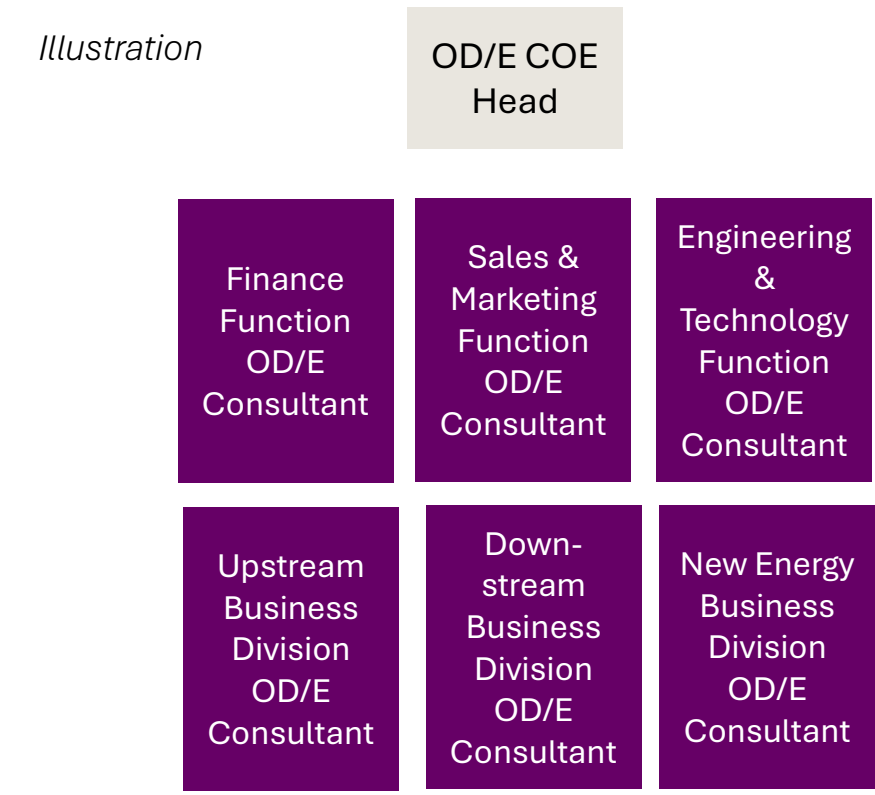 Illustration
OD/E COE
Head
Finance
Function
OD/E
Consultant
Sales &
Marketing
Function
OD/E
Consultant
Engineering
&
Technology
Function
OD/E
Consultant
Upstream
Business
Division
OD/E
Consultant
Down-
stream
Business
Division
OD/E
Consultant
New Energy
Business
Division
OD/E
Consultant